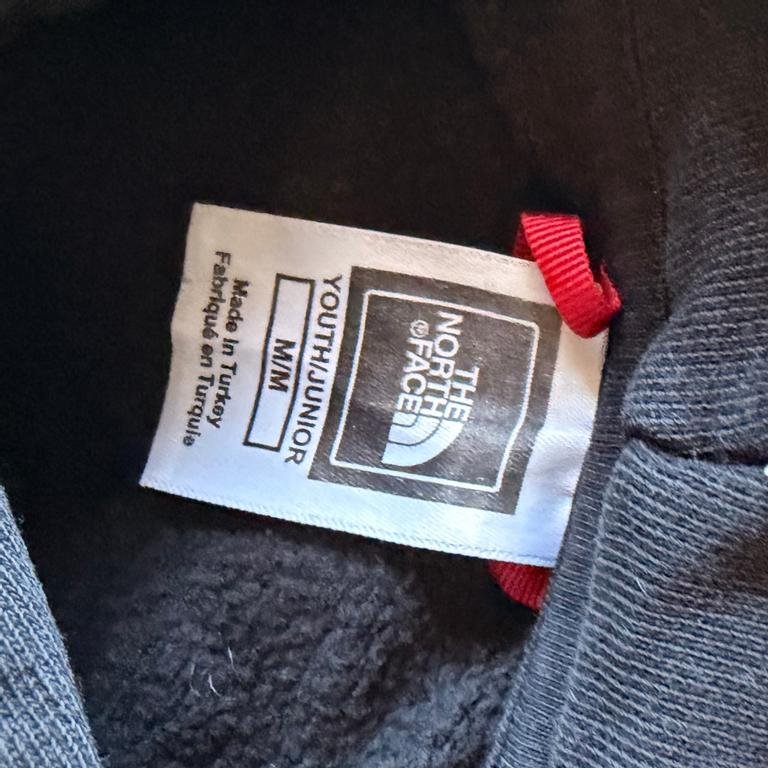 THE
NORTH
FACE®
YOUTH/JUNIOR
M/M
Made in Turkey
Fabriqué en Turquie